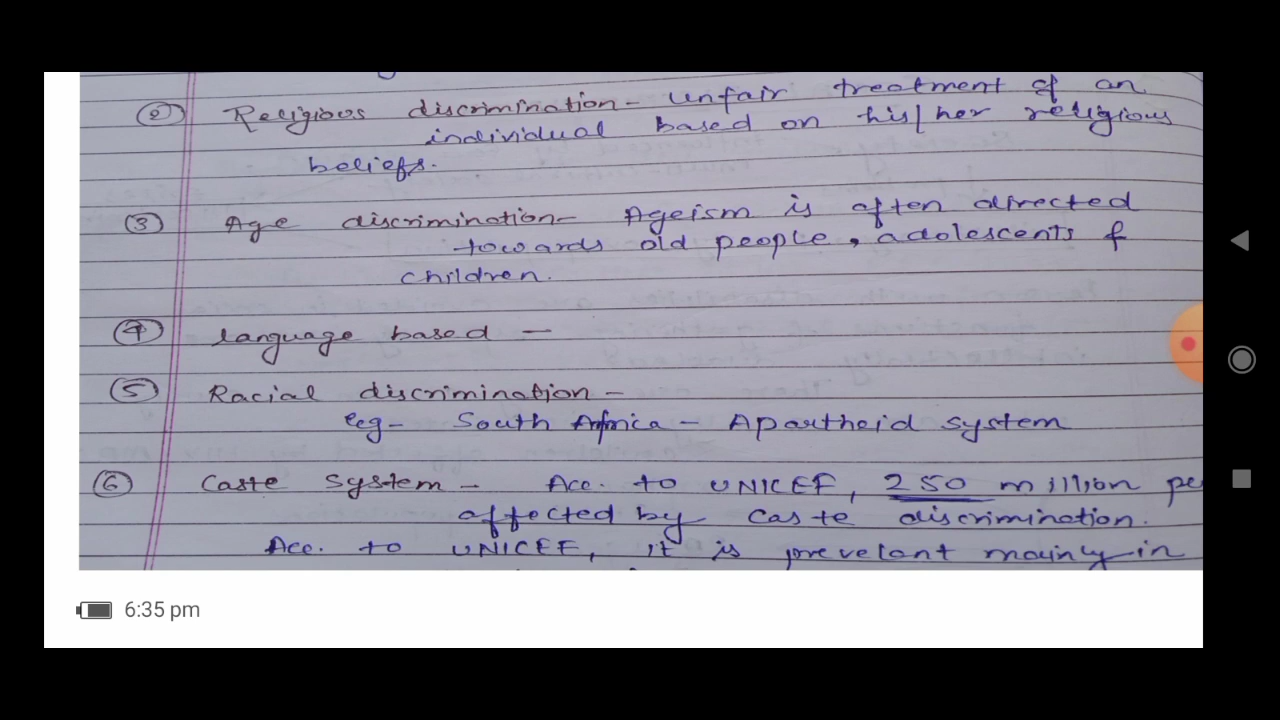 ② Religious discrimination - Unfair treatment of an
individual based on his/her religious
beliefs.
③ Age discrimination - Ageism is often directed
towards old people, adolescents &
children.
④ language based -
⑤ Racial discrimination -
eg- South Africa - Apartheid system
⑥ Caste system - Acc. to UNICEF, 250 million
affected by caste discrimination.
Acc. to UNICEF, it is prevelant mainly in
6:35 pm